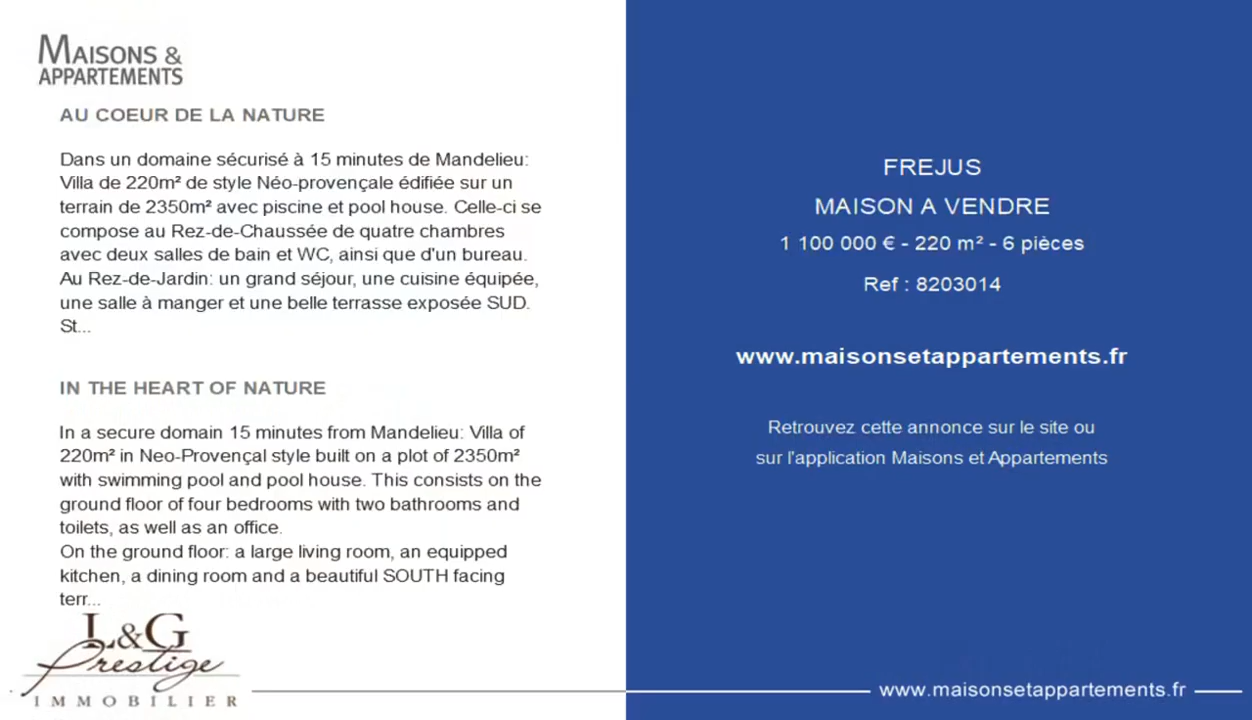 MAISONS &
APPARTEMENTS
AU COEUR DE LA NATURE
Dans un domaine sécurisé à 15 minutes de Mandelieu:
Villa de 220m² de style Néo-provençale édifiée sur un
terrain de 2350m² avec piscine et pool house. Celle-ci se
compose au Rez-de-Chaussée de quatre chambres
avec deux salles de bain et WC, ainsi que d'un bureau.
Au Rez-de-Jardin: un grand séjour, une cuisine équipée,
une salle à manger et une belle terrasse exposée SUD.
St...
IN THE HEART OF NATURE
In a secure domain 15 minutes from Mandelieu: Villa of
220m² in Neo-Provençal style built on a plot of 2350m²
with swimming pool and pool house. This consists on the
ground floor of four bedrooms with two bathrooms and
toilets, as well as an office.
On the ground floor: a large living room, an equipped
kitchen, a dining room and a beautiful SOUTH facing
terr...
L&G
Prestige
IMMOBILIER
FREJUS
MAISON A VENDRE
1 100 000 € - 220 m² - 6 pièces
Ref : 8203014
www.maisonsetappartements.fr
Retrouvez cette annonce sur le site ou
sur l'application Maisons et Appartements
www.maisonsetappartements.fr